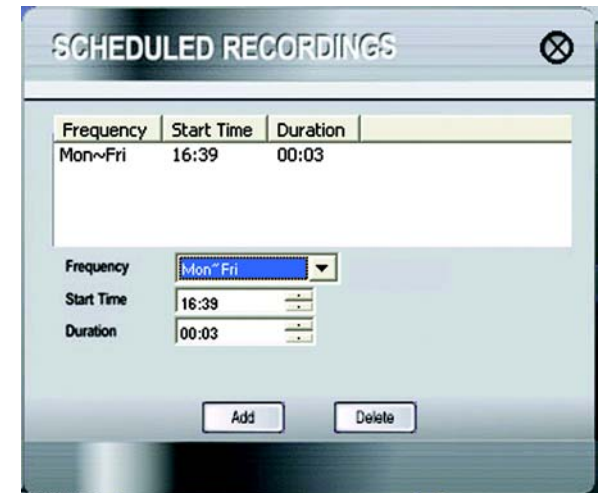 SCHEDULED RECORDINGS
Frequency Start Time Duration
Mon~Fri 16:39 00:03
Frequency Mon~Fri
Start Time 16:39
Duration 00:03
Add Delete